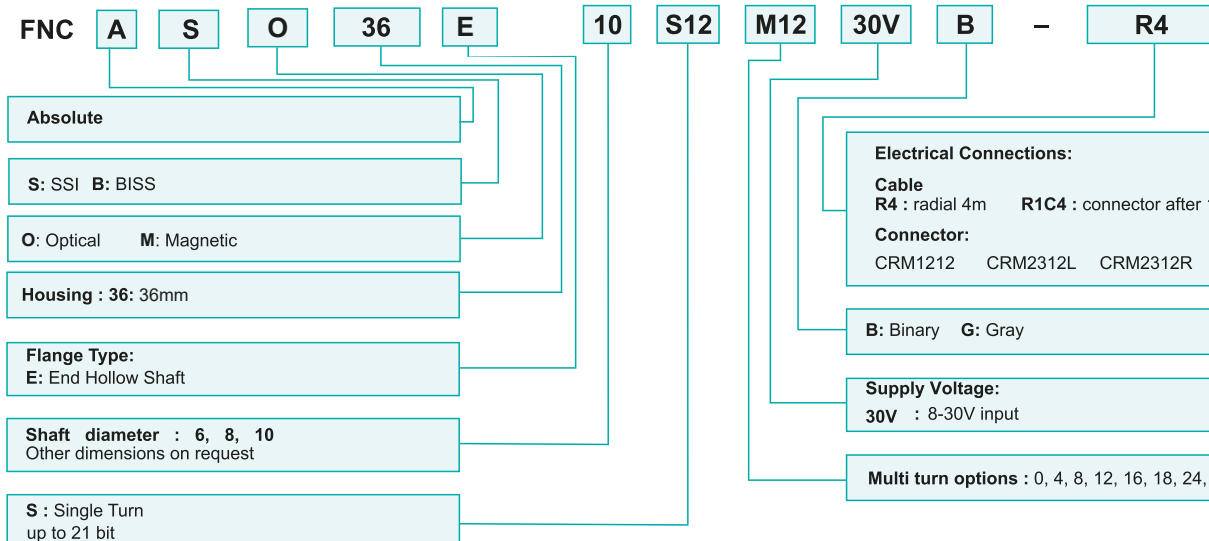 FNC A S O 36 E 10 S12 M12 30V B – R4
Absolute
S: SSI B: BISS
O: Optical M: Magnetic
Housing : 36: 36mm
Flange Type:
E: End Hollow Shaft
Shaft diameter : 6, 8, 10
Other dimensions on request
S : Single Turn
up to 21 bit
Electrical Connections:
Cable
R4 : radial 4m R1C4 : connector after
Connector:
CRM1212 CRM2312L CRM2312R
B: Binary G: Gray
Supply Voltage:
30V : 8-30V input
Multi turn options : 0, 4, 8, 12, 16, 18, 24,